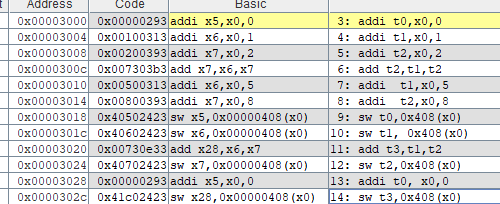 Address Code Basic
0x00003000 0x00000293 addi x5,x0,0 3: addi t0,x0,0
0x00003004 0x00100313 addi x6,x0,1 4: addi t1,x0,1
0x00003008 0x00200393 addi x7,x0,2 5: addi t2,x0,2
0x0000300c 0x007303b3 add x7,x6,x7 6: add t2,t1,t2
0x00003010 0x00500313 addi x6,x0,5 7: addi t1,x0,5
0x00003014 0x00800393 addi x7,x0,8 8: addi t2,x0,8
0x00003018 0x40502423 sw x5,0x00000408(x0) 9: sw t0,0x408(x0)
0x0000301c 0x40602423 sw x6,0x00000408(x0) 10: sw t1, 0x408(x0)
0x00003020 0x00730e33 add x28,x6,x7 11: add t3,t1,t2
0x00003024 0x40702423 sw x7,0x00000408(x0) 12: sw t2,0x408(x0)
0x00003028 0x00000293 addi x5,x0,0 13: addi t0, x0,0
0x0000302c 0x41c02423 sw x28,0x00000408(x0) 14: sw t3,0x408(x0)